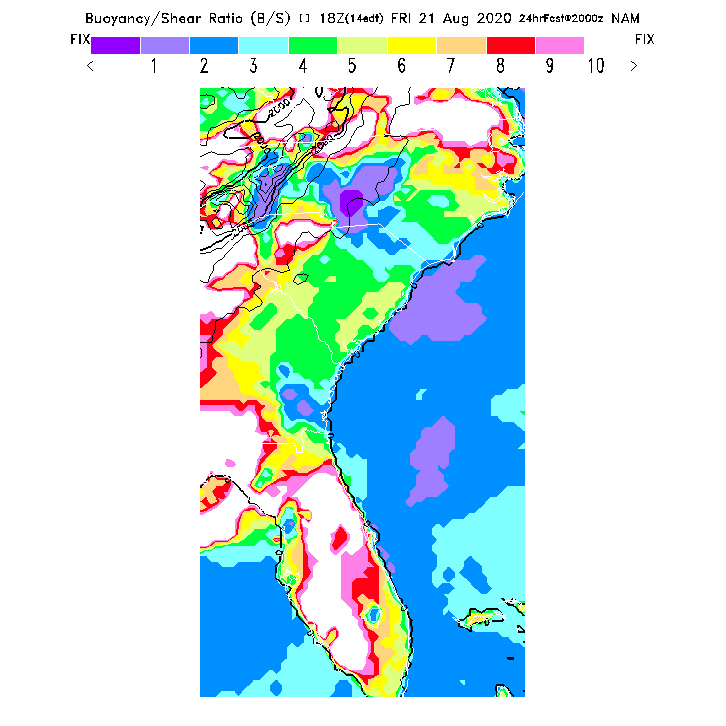 Buoyancy/Shear Ratio (B/S) [] 18Z(14edt) FRI 21 Aug 2020 24hrFcst@2000z NAM
FIX FIX
< 1 2 3 4 5 6 7 8 9 10 >
2000